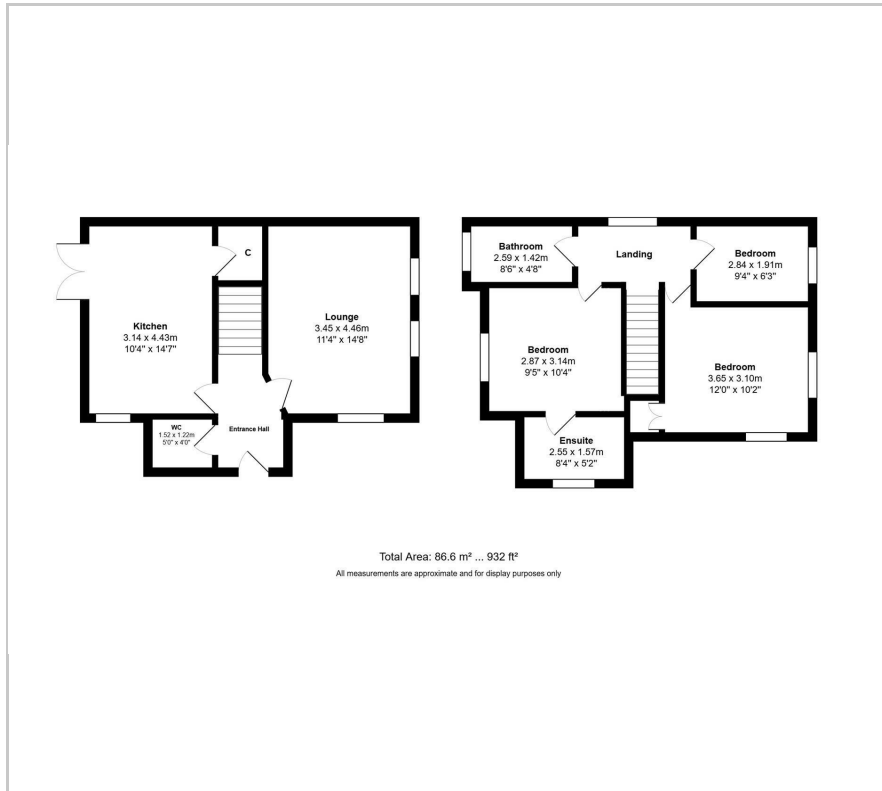 Kitchen
3.14 x 4.43m
10'4" x 14'7"
C
Lounge
3.45 x 4.46m
11'4" x 14'8"
WC
1.52 x 1.22m
5'0" x 4'0"
Entrance Hall
Bathroom
2.59 x 1.42m
8'6" x 4'8"
Landing
Bedroom
2.84 x 1.91m
9'4" x 6'3"
Bedroom
2.87 x 3.14m
9'5" x 10'4"
Bedroom
3.65 x 3.10m
12'0" x 10'2"
Ensuite
2.55 x 1.57m
8'4" x 5'2"
Total Area: 86.6 m² ... 932 ft²
All measurements are approximate and for display purposes only